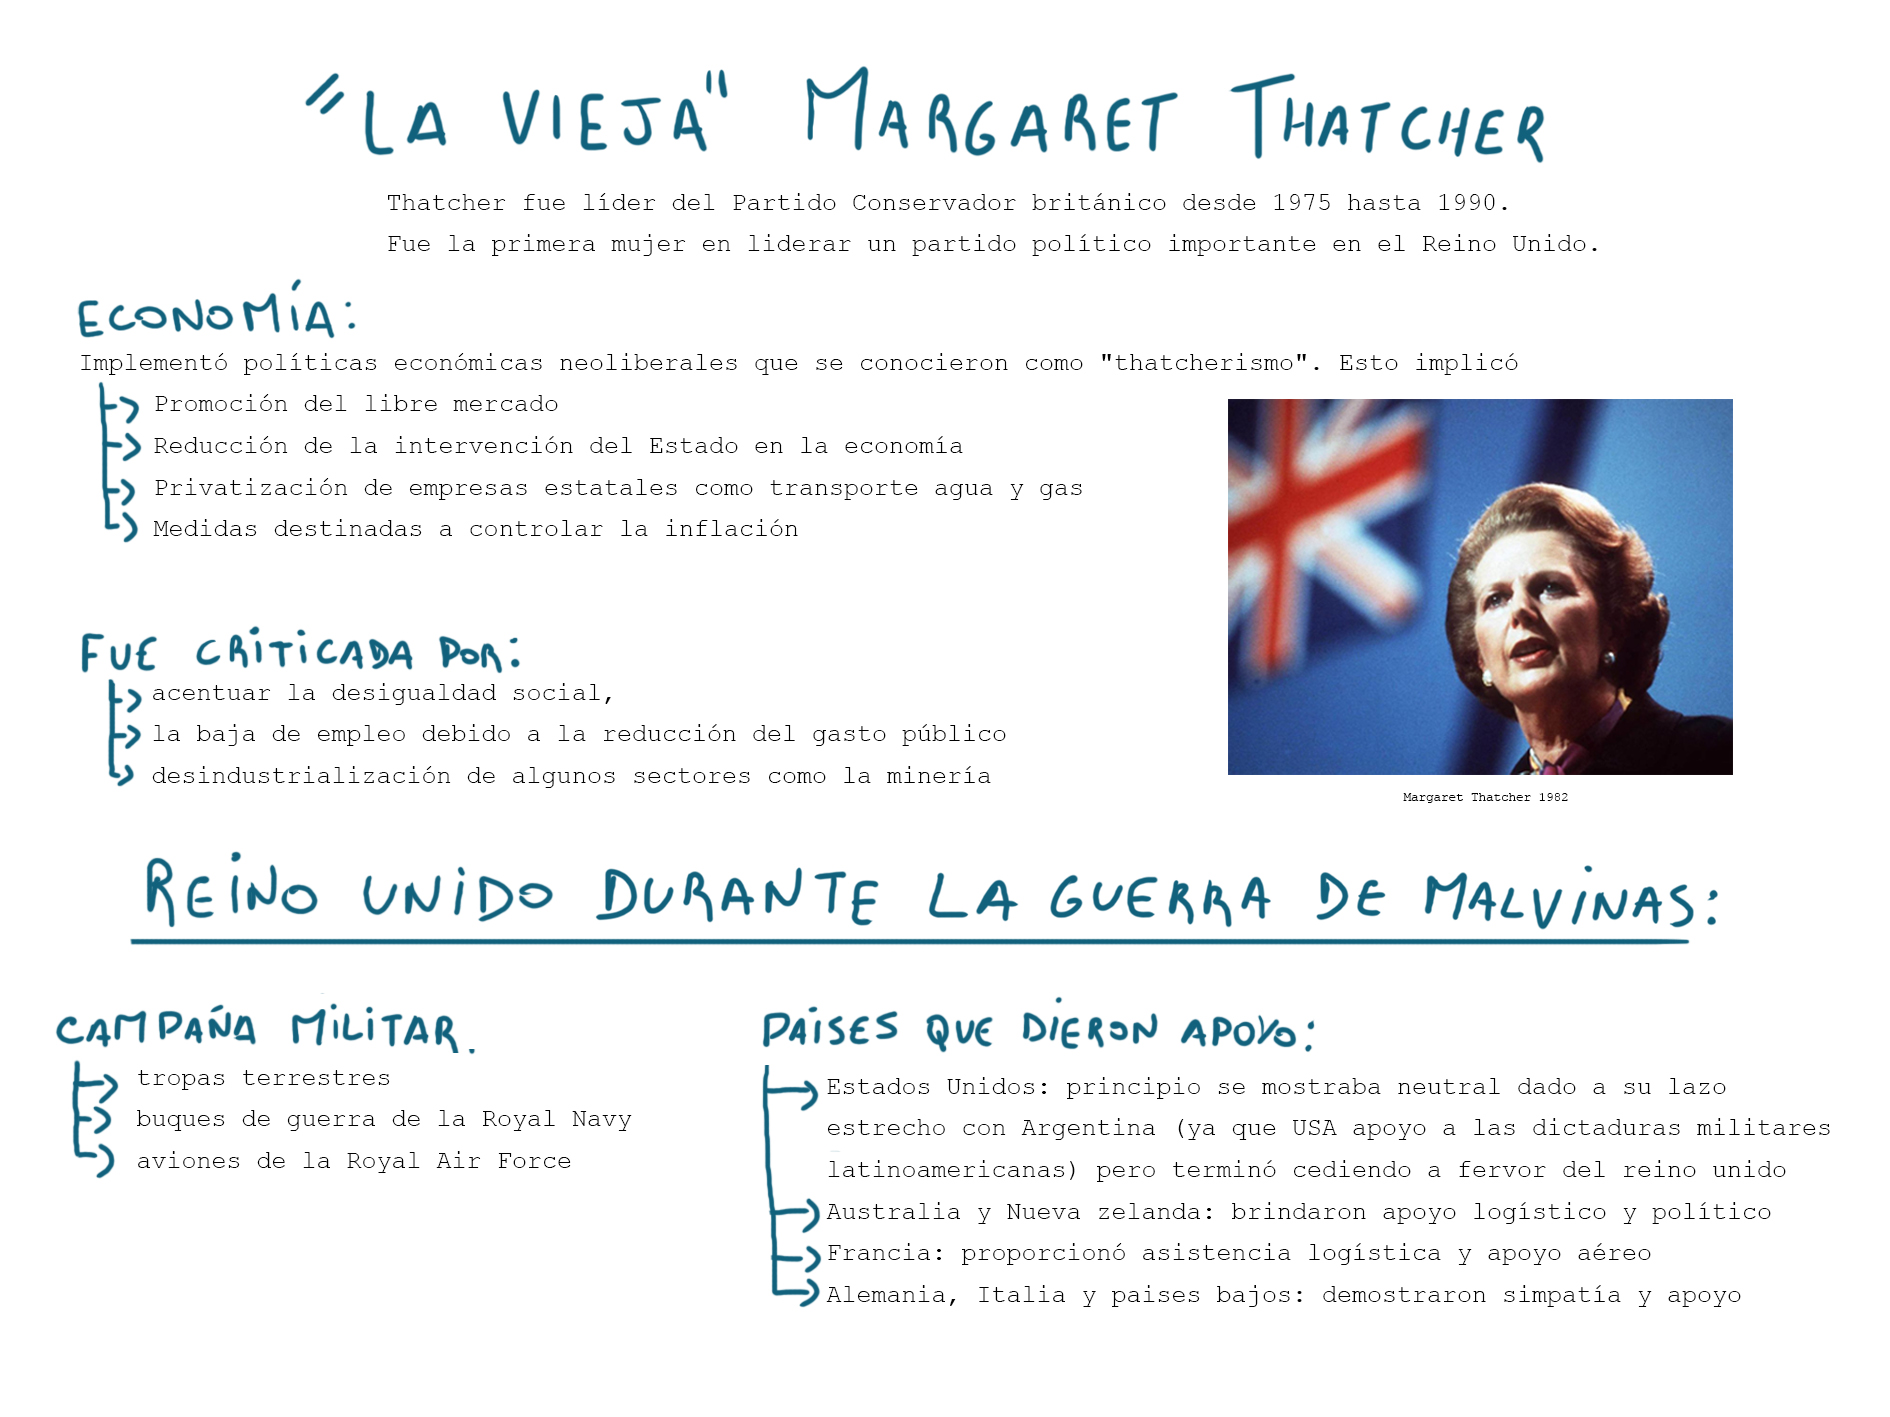 "LA VIEJA" MARGARET THATCHER
Thatcher fue líder del Partido Conservador británico desde 1975 hasta 1990.
Fue la primera mujer en liderar un partido político importante en el Reino Unido.
ECONOMÍA:
Implementó políticas económicas neoliberales que se conocieron como "thatcherismo". Esto implicó
Promoción del libre mercado
Reducción de la intervención del Estado en la economía
Privatización de empresas estatales como transporte agua y gas
Medidas destinadas a controlar la inflación
FUE CRITICADA POR:
acentuar la desigualdad social,
la baja de empleo debido a la reducción del gasto público
desindustrialización de algunos sectores como la minería
Margaret Thatcher 1982
REINO UNIDO DURANTE LA GUERRA DE MALVINAS:
CAMPAÑA MILITAR.
tropas terrestres
buques de guerra de la Royal Navy
aviones de la Royal Air Force
PAISES QUE DIERON APOYO:
Estados Unidos: principio se mostraba neutral dado a su lazo
estrecho con Argentina (ya que USA apoyo a las dictaduras militares
latinoamericanas) pero terminó cediendo a fervor del reino unido
Australia y Nueva zelanda: brindaron apoyo logístico y político
Francia: proporcionó asistencia logística y apoyo aéreo
Alemania, Italia y paises bajos: demostraron simpatía y apoyo